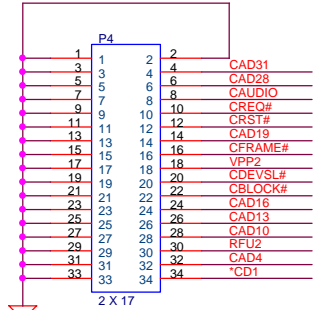 P4
1 1 2 2
3 3 4 4 CAD31
5 5 6 6 CAD28
7 7 8 8 CAUDIO
9 9 10 10 CREQ#
11 11 12 12 CRST#
13 13 14 14 CAD19
15 15 16 16 CFRAME#
17 17 18 18 VPP2
19 19 20 20 CDEVSL#
21 21 22 22 CBLOCK#
23 23 24 24 CAD16
25 25 26 26 CAD13
27 27 28 28 CAD10
29 29 30 30 RFU2
31 31 32 32 CAD4
33 33 34 34 *CD1
2 X 17